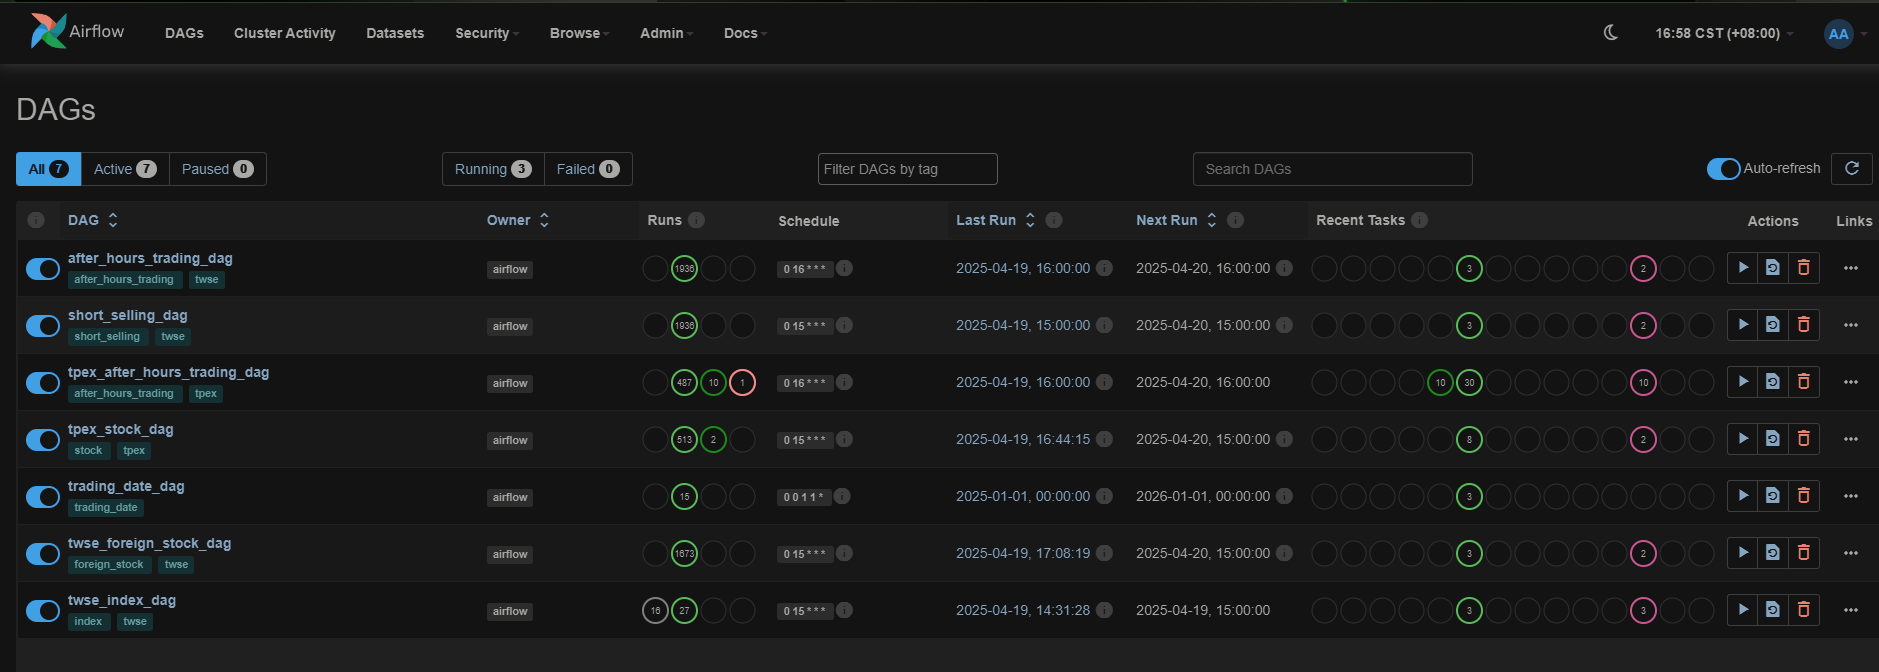 Airflow DAGs Cluster Activity Datasets Security Browse Admin Docs 16:58 CST (+08:00) AA
DAGs
All 7 Active 7 Paused 0 Running 3 Failed 0 Filter DAGs by tag Search DAGs Auto-refresh
DAG Owner Runs Schedule Last Run Next Run Recent Tasks Actions Links
after_hours_trading_dag
airflow 1936 0 16 * * * 2025-04-19, 16:00:00 2025-04-20, 16:00:00 3 2
after_hours_trading twse
short_selling_dag
airflow 1936 0 15 * * * 2025-04-19, 15:00:00 2025-04-20, 15:00:00 3 2
short_selling twse
tpex_after_hours_trading_dag
airflow 487 10 1 0 16 * * * 2025-04-19, 16:00:00 2025-04-20, 16:00:00 10 30 10
after_hours_trading tpex
tpex_stock_dag
airflow 513 2 0 15 * * * 2025-04-19, 16:44:15 2025-04-20, 15:00:00 8 2
stock tpex
trading_date_dag
airflow 15 0 0 1 1 * 2025-01-01, 00:00:00 2026-01-01, 00:00:00 3
trading_date
twse_foreign_stock_dag
airflow 1673 0 15 * * * 2025-04-19, 17:08:19 2025-04-20, 15:00:00 3 2
foreign_stock twse
twse_index_dag
airflow 16 27 0 15 * * * 2025-04-19, 14:31:28 2025-04-19, 15:00:00 3 3
index twse